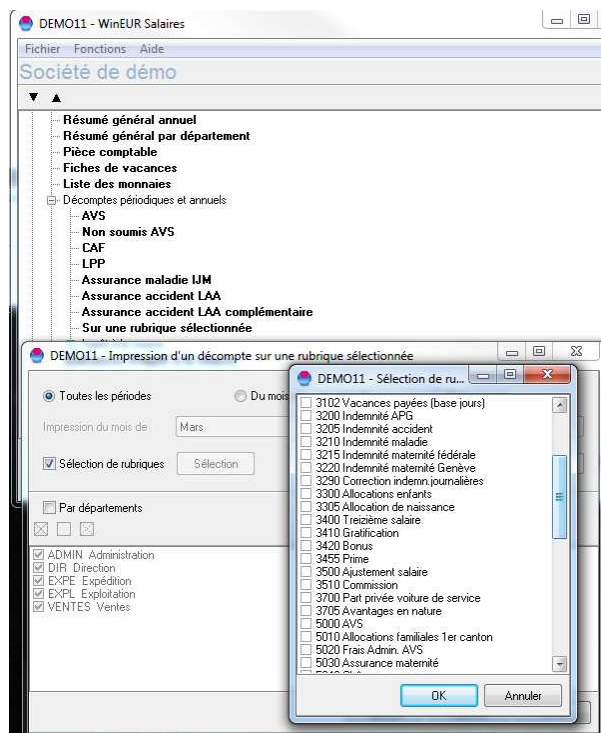 DEMO11 - WinEUR Salaires
Fichier Fonctions Aide
Société de démo
Résumé général annuel
Résumé général par département
Pièce comptable
Fiches de vacances
Liste des monnaies
Décomptes périodiques et annuels
AVS
Non soumis AVS
CAF
LPP
Assurance maladie IJM
Assurance accident LAA
Assurance accident LAA complémentaire
Sur une rubrique sélectionnée
DEMO11 - Impression d'un décompte sur une rubrique sélectionnée
Toutes les périodes
Du mois
Impression du mois de
Mars
Sélection de rubriques
Sélection
Par départements
ADMIN Administration
DIR Direction
EXPE Expédition
EXPL Exploitation
VENTES Ventes
DEMO11 - Sélection de ru...
3102 Vacances payées (base jours)
3200 Indemnité APG
3205 Indemnité accident
3210 Indemnité maladie
3215 Indemnité maternité fédérale
3220 Indemnité maternité Genève
3290 Correction indemn.journalières
3300 Allocations enfants
3305 Allocation de naissance
3400 Treizième salaire
3410 Gratification
3420 Bonus
3455 Prime
3500 Ajustement salaire
3510 Commission
3700 Part privée voiture de service
3705 Avantages en nature
5000 AVS
5010 Allocations familiales 1er canton
5020 Frais Admin. AVS
5030 Assurance maternité
OK
Annuler